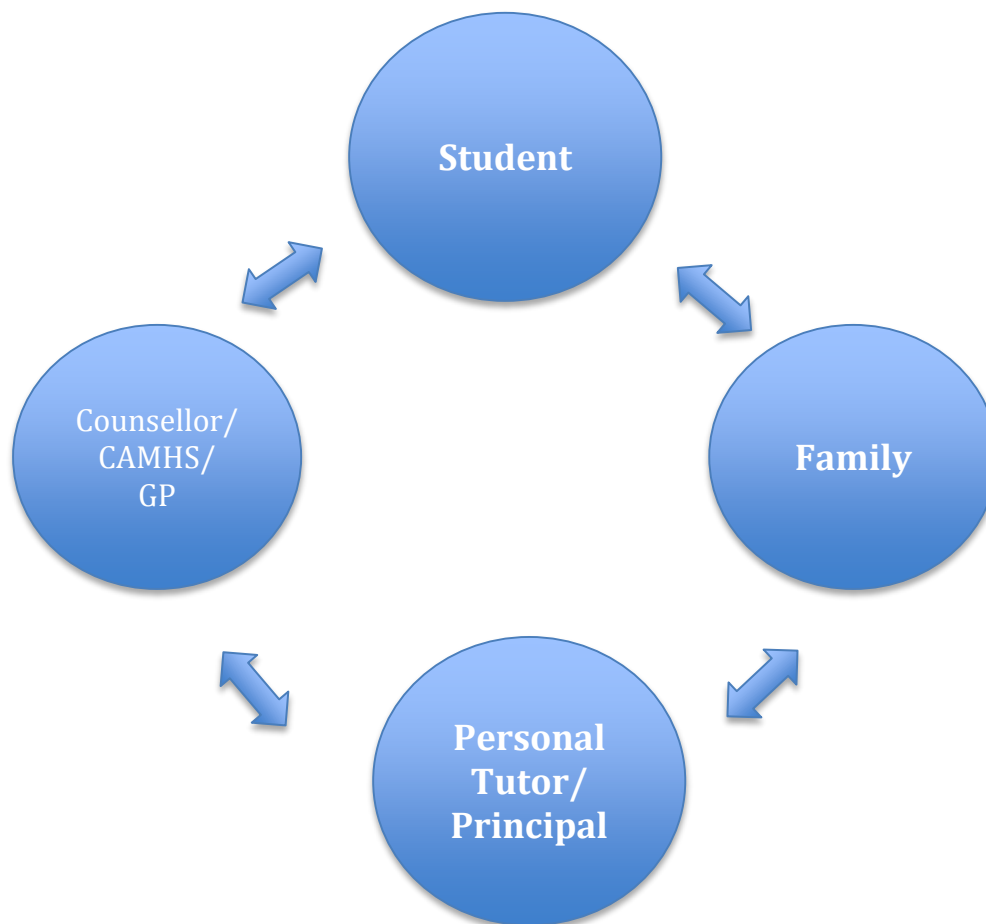 Student
Counsellor/
CAMHS/
GP
Family
Personal
Tutor/
Principal